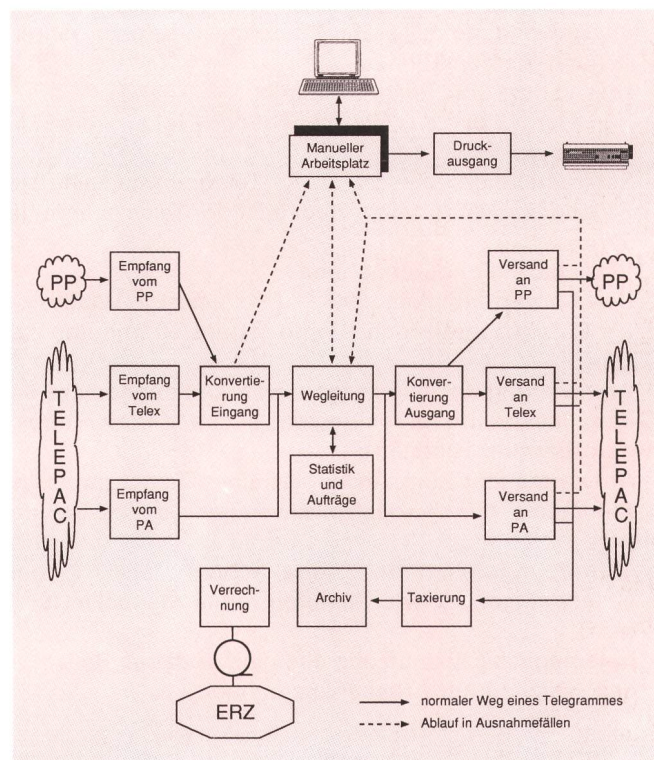 Manueller
Arbeitsplatz
Druck-
ausgang
PP
Empfang
vom
PP
Versand
an
PP
PP
TELEPAC
Empfang
vom
Telex
Konvertie-
rung
Eingang
Wegleitung
Konver-
tierung
Ausgang
Versand
an
Telex
TELEPAC
Statistik
und
Aufträge
Empfang
vom
PA
Versand
an
PA
Verrech-
nung
Archiv
Taxierung
ERZ
normaler Weg eines Telegrammes
Ablauf in Ausnahmefällen